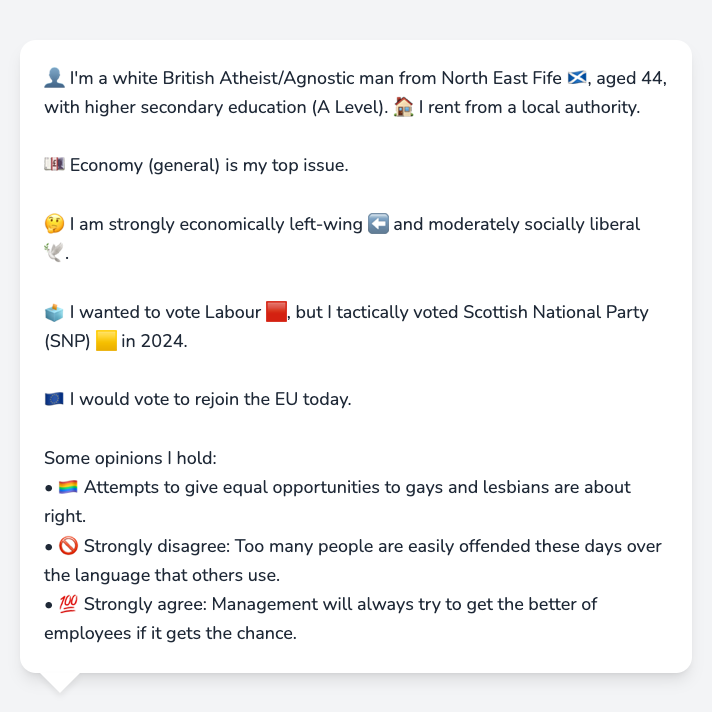 👤 I'm a white British Atheist/Agnostic man from North East Fife 🏴󠁧󠁢󠁳󠁣󠁴󠁿, aged 44,
with higher secondary education (A Level). 🏠 I rent from a local authority.
💷 Economy (general) is my top issue.
🤔 I am strongly economically left-wing ⬅️ and moderately socially liberal
🕊️.
🗳️ I wanted to vote Labour 🟥, but I tactically voted Scottish National Party
(SNP) 🟨 in 2024.
🇪🇺 I would vote to rejoin the EU today.
Some opinions I hold:
• 🏳️‍🌈 Attempts to give equal opportunities to gays and lesbians are about
right.
• 🚫 Strongly disagree: Too many people are easily offended these days over
the language that others use.
• 💯 Strongly agree: Management will always try to get the better of
employees if it gets the chance.